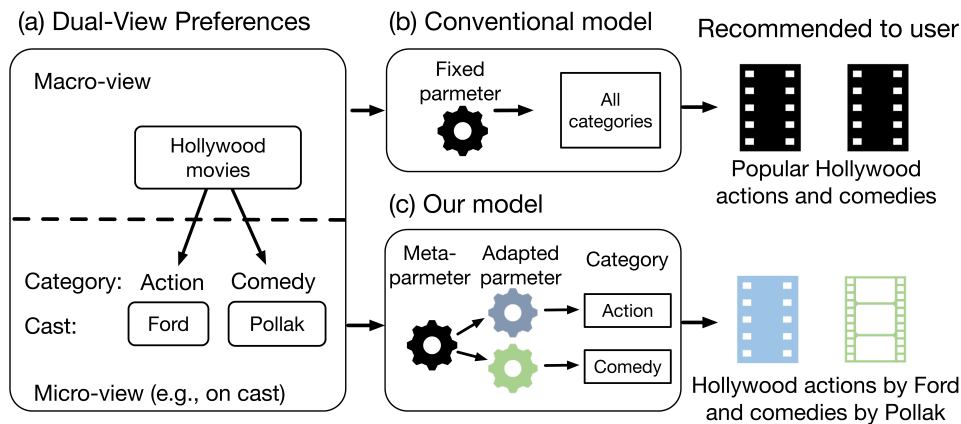 (a) Dual-View Preferences
Macro-view
Hollywood
movies
Category: Action Comedy
Cast: Ford Pollak
Micro-view (e.g., on cast)
(b) Conventional model
Fixed
parmeter
All
categories
(c) Our model
Meta-
parmeter
Adapted
parmeter
Category
Action
Comedy
Recommended to user
Popular Hollywood
actions and comedies
Hollywood actions by Ford
and comedies by Pollak